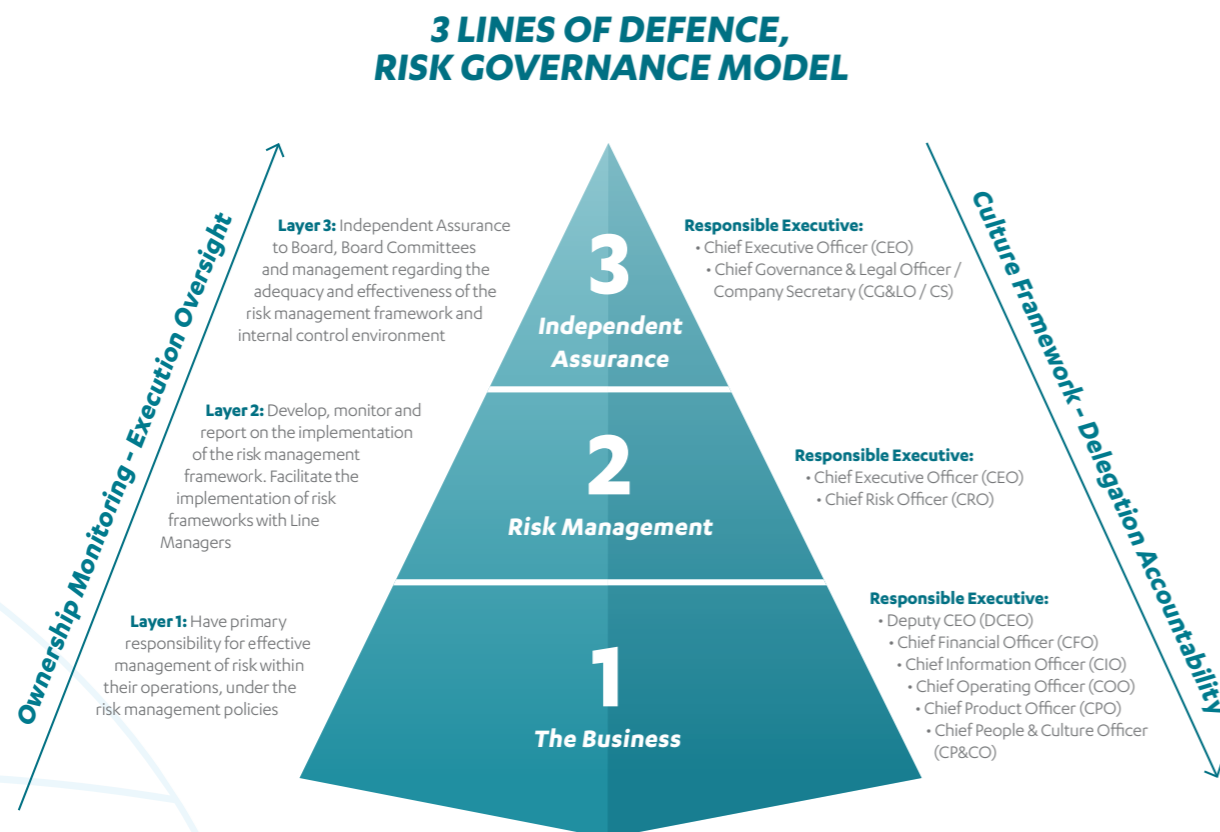 3 LINES OF DEFENCE,
RISK GOVERNANCE MODEL
Ownership Monitoring - Execution Oversight
Layer 3: Independent Assurance
to Board, Board Committees
and management regarding the
adequacy and effectiveness of the
risk management framework and
internal control environment
3
Independent
Assurance
Responsible Executive:
• Chief Executive Officer (CEO)
• Chief Governance & Legal Officer /
Company Secretary (CG&LO / CS)
Culture Framework - Delegation Accountability
Layer 2: Develop, monitor and
report on the implementation
of the risk management
framework. Facilitate the
implementation of risk
frameworks with Line
Managers
2
Risk Management
Responsible Executive:
• Chief Executive Officer (CEO)
• Chief Risk Officer (CRO)
Layer 1: Have primary
responsibility for effective
management of risk within
their operations, under the
risk management policies
1
The Business
Responsible Executive:
• Deputy CEO (DCEO)
• Chief Financial Officer (CFO)
• Chief Information Officer (CIO)
• Chief Operating Officer (COO)
• Chief Product Officer (CPO)
• Chief People & Culture Officer
(CP&CO)